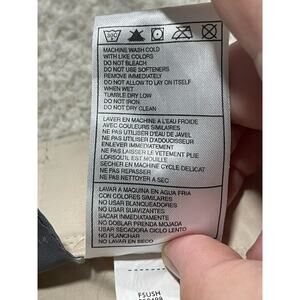 MACHINE WASH COLD
WITH LIKE COLORS
DO NOT BLEACH
DO NOT USE SOFTENERS
REMOVE IMMEDIATELY
DO NOT ALLOW TO LAY ON ITSELF
WHEN WET
TUMBLE DRY LOW
DO NOT IRON
DO NOT DRY CLEAN
LAVER EN MACHINE A L'EAU FROIDE
AVEC COULEURS SIMILAIRES
NE PAS UTILISER D'EAU DE JAVEL
NE PAS UTILISER D'ADOUCISSEUR
ENLEVER IMMÉDIATEMENT
NE PAS LAISSER LE VÊTEMENT PLIE
LORSQUIL EST MOUILLE
SECHER EN MACHINE CYCLE DELICAT
NE PAS REPASSER
NE PAS NETTOYER A SEC
LAVAR A MAQUINA EN AGUA FRIA
CON COLORES SIMILARES
NO USAR BLANQUEADORES
NO USAR SUAVIZANTES
SACAR INMEDIATAMENTE
NO DOBLAR PRENDA MOJADA
USAR SECADORA CICLO LENTO
NO PLANCHAR
NO LAVAR EN SECO
F5USH